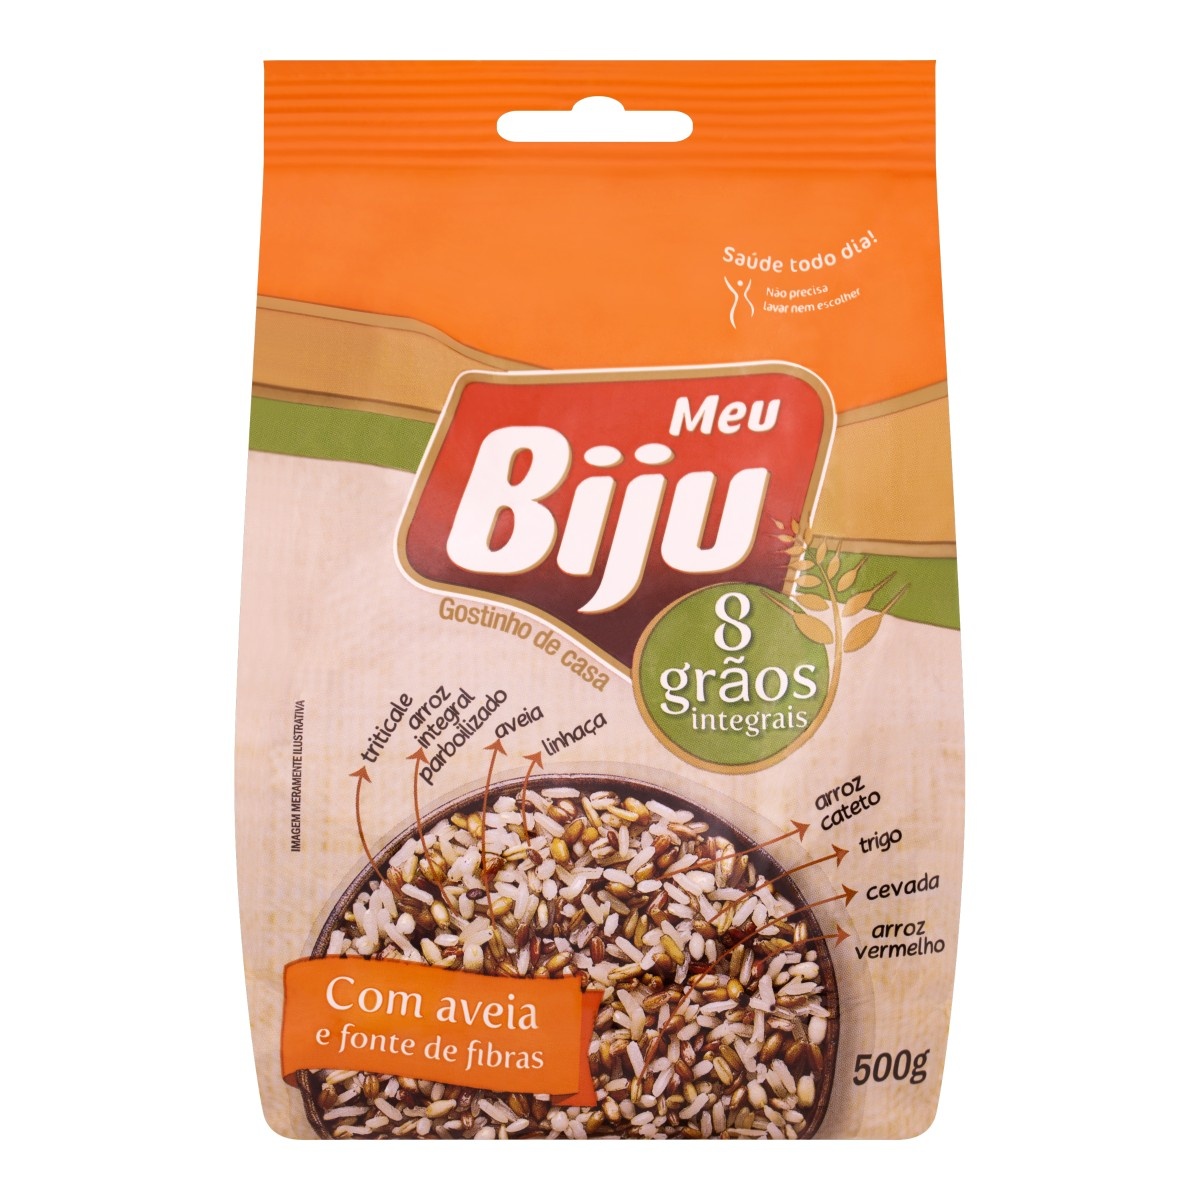 Saúde todo dia!
Não precisa
lavar nem escolher
Meu
Biju
Gostinho de casa
8
grãos
integrais
triticale
arroz
integral
parboilizado
aveia
linhaça
arroz
cateto
trigo
cevada
arroz
vermelho
IMAGEM MERAMENTE ILUSTRATIVA
Com aveia
e fonte de fibras
500g